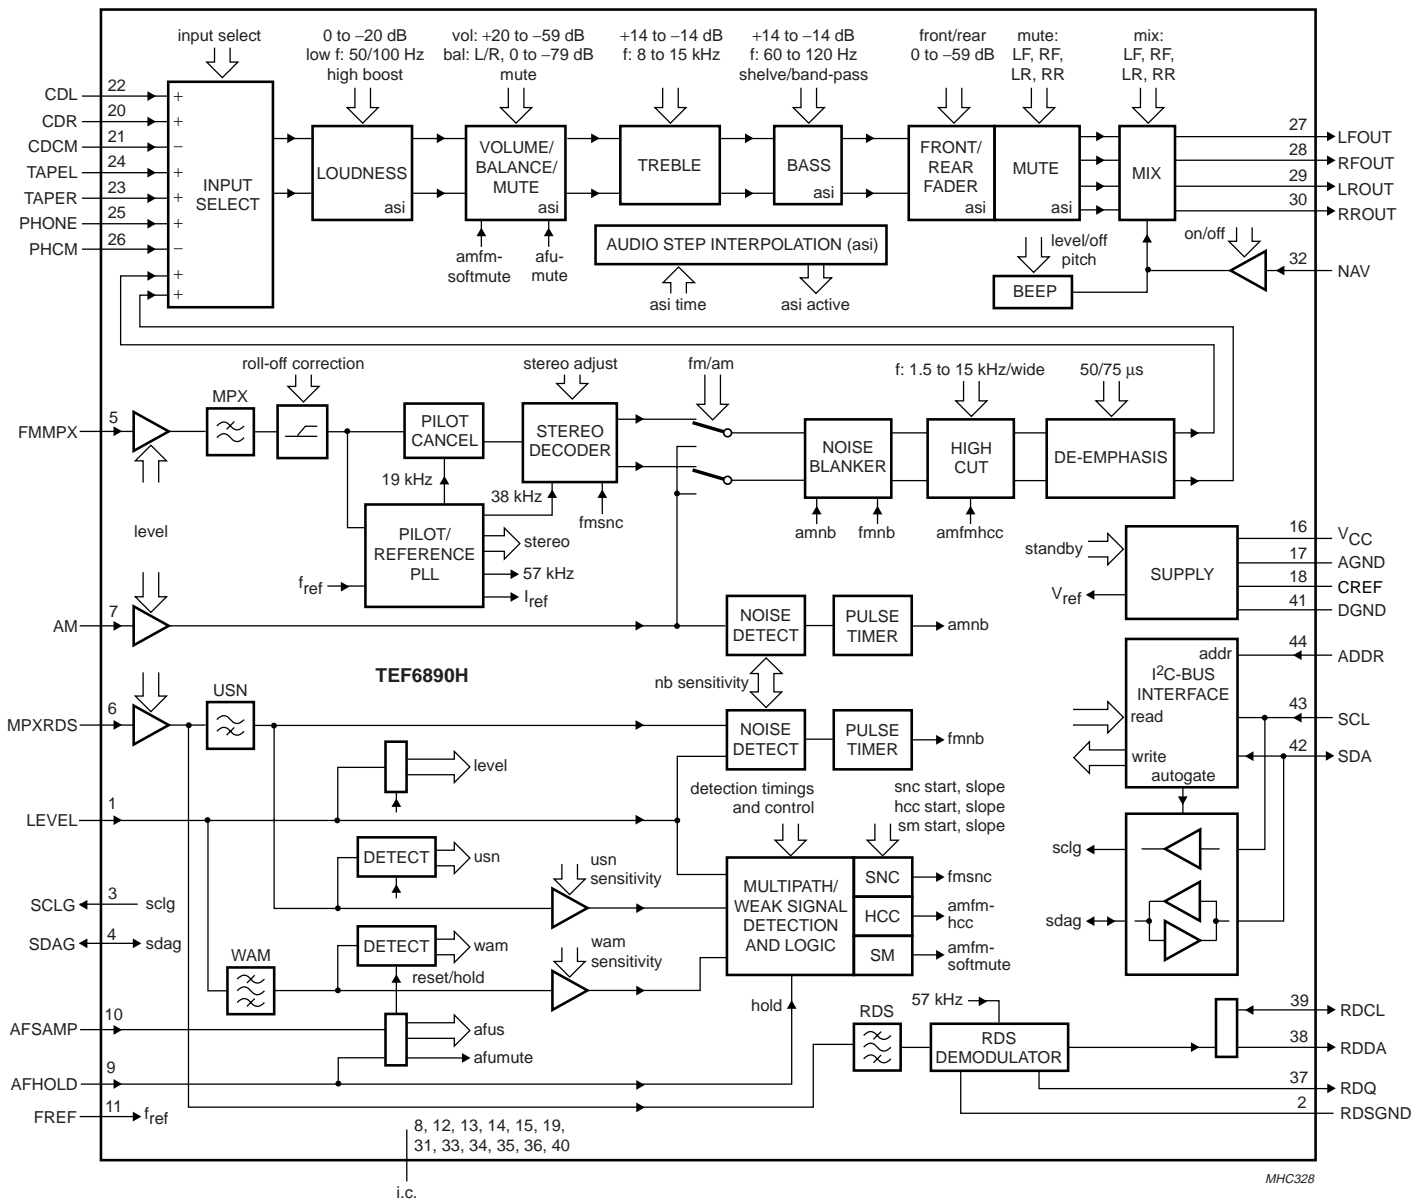 input select
0 to −20 dB
low f: 50/100 Hz
high boost
vol: +20 to −59 dB
bal: L/R, 0 to −79 dB
mute
+14 to −14 dB
f: 8 to 15 kHz
+14 to −14 dB
f: 60 to 120 Hz
shelve/band-pass
front/rear
0 to −59 dB
mute:
LF, RF,
LR, RR
mix:
LF, RF,
LR, RR
CDL 22 +
CDR 20 +
CDCM 21 −
TAPEL 24 +
TAPER 23 +
PHONE 25 +
PHCM 26 −
+
+
INPUT
SELECT
LOUDNESS
asi
VOLUME/
BALANCE/
MUTE
asi
TREBLE
BASS
asi
FRONT/
REAR
FADER
asi
MUTE
asi
MIX
27 LFOUT
28 RFOUT
29 LROUT
30 RROUT
amfm-
softmute
afu-
mute
AUDIO STEP INTERPOLATION (asi)
asi time
asi active
level/off
pitch
BEEP
on/off
32 NAV
roll-off correction
stereo adjust
fm/am
f: 1.5 to 15 kHz/wide
50/75 µs
FMMPX 5
MPX
PILOT
CANCEL
STEREO
DECODER
NOISE
BLANKER
HIGH
CUT
DE-EMPHASIS
19 kHz
38 kHz
fmsnc
amnb
fmnb
amfmhcc
level
PILOT/
REFERENCE
PLL
stereo
57 kHz
Iref
fref
standby
Vref
SUPPLY
16 VCC
17 AGND
18 CREF
41 DGND
AM 7
NOISE
DETECT
PULSE
TIMER
amnb
TEF6890H
nb sensitivity
addr
I2C-BUS
INTERFACE
read
write
autogate
44 ADDR
43 SCL
42 SDA
MPXRDS 6
USN
NOISE
DETECT
PULSE
TIMER
fmnb
level
detection timings
and control
snc start, slope
hcc start, slope
sm start, slope
LEVEL 1
DETECT
usn
usn
sensitivity
sclg
sdag
MULTIPATH/
WEAK SIGNAL
DETECTION
AND LOGIC
SNC
HCC
SM
fmsnc
amfm-
hcc
amfm-
softmute
SCLG 3 sclg
SDAG 4 sdag
WAM
DETECT
wam
reset/hold
wam
sensitivity
hold
AFSAMP 10
afus
afumute
AFHOLD 9
FREF 11 fref
57 kHz
RDS
RDS
DEMODULATOR
39 RDCL
38 RDDA
37 RDQ
2 RDSGND
8, 12, 13, 14, 15, 19,
31, 33, 34, 35, 36, 40
i.c.
MHC328